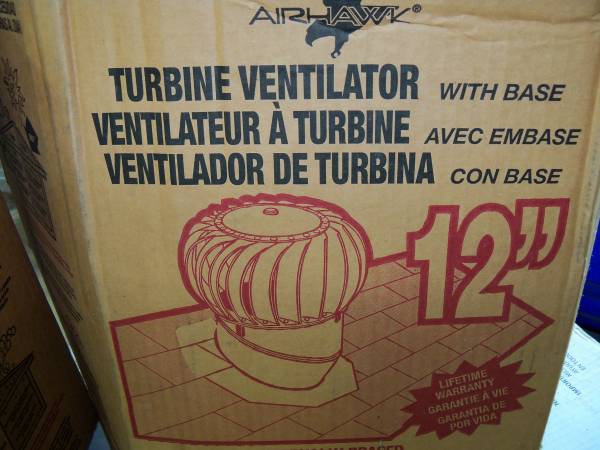 AIRHAWK®
TURBINE VENTILATOR WITH BASE
VENTILATEUR À TURBINE AVEC EMBASE
VENTILADOR DE TURBINA CON BASE
12”
LIFETIME
WARRANTY
GARANTIE À VIE
GARANTIA DE
POR VIDA